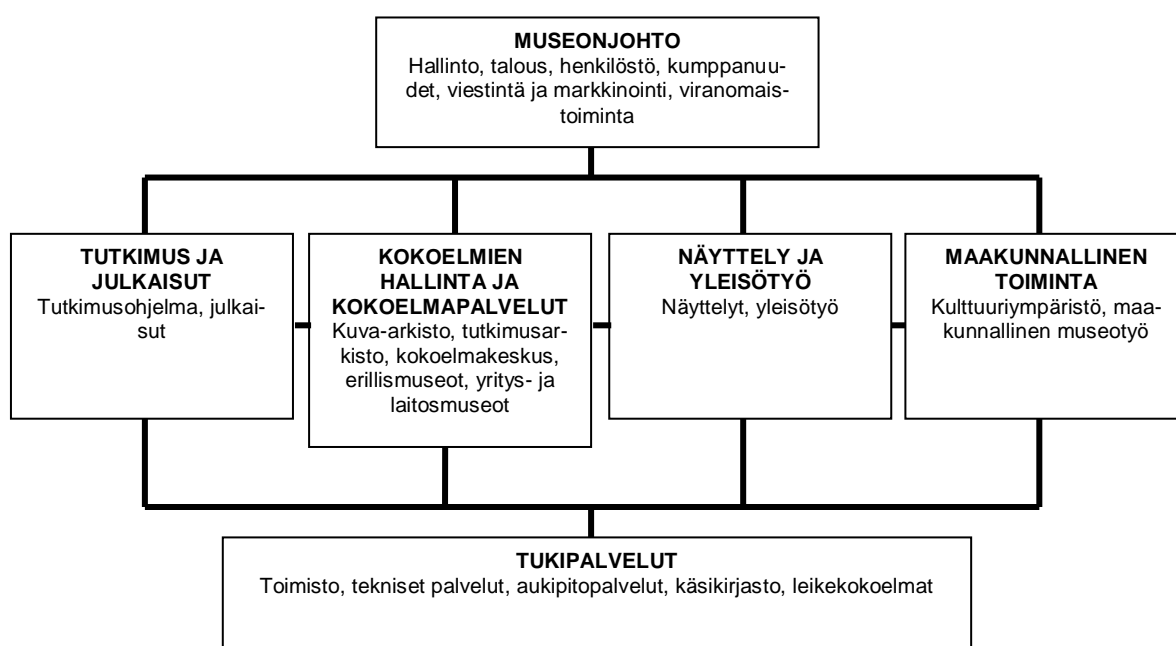 MUSEONJOHTO
Hallinto, talous, henkilöstö, kumppanuu-
det, viestintä ja markkinointi, viranomais-
toiminta
TUTKIMUS JA
JULKAISUT
Tutkimusohjelma, julkai-
sut
KOKOELMIEN
HALLINTA JA
KOKOELMAPALVELUT
Kuva-arkisto, tutkimusar-
kisto, kokoelmakeskus,
erillismuseot, yritys- ja
laitosmuseot
NÄYTTELY JA
YLEISÖTYÖ
Näyttelyt, yleisötyö
MAAKUNNALLINEN
TOIMINTA
Kulttuuriympäristö, maa-
kunnallinen museotyö
TUKIPALVELUT
Toimisto, tekniset palvelut, aukipitopalvelut, käsikirjasto, leikekokoelmat